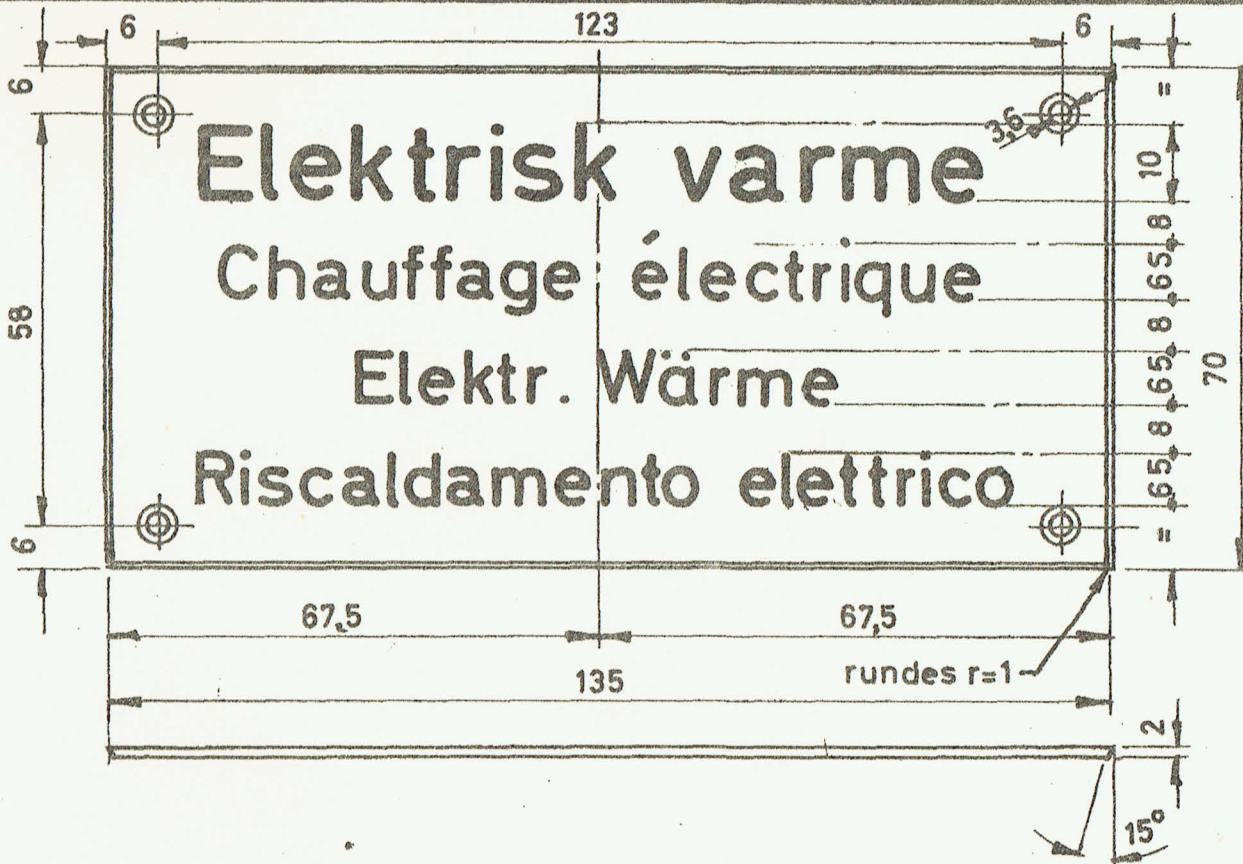 6 123 6
6 = 
3,6
Elektrisk varme 10
8
Chauffage électrique 6,5
58 8 70
Elektr. Wärme 6,5
8
Riscaldamento elettrico 6,5
6 =
67,5 67,5
rundes r=1
135
2
15°